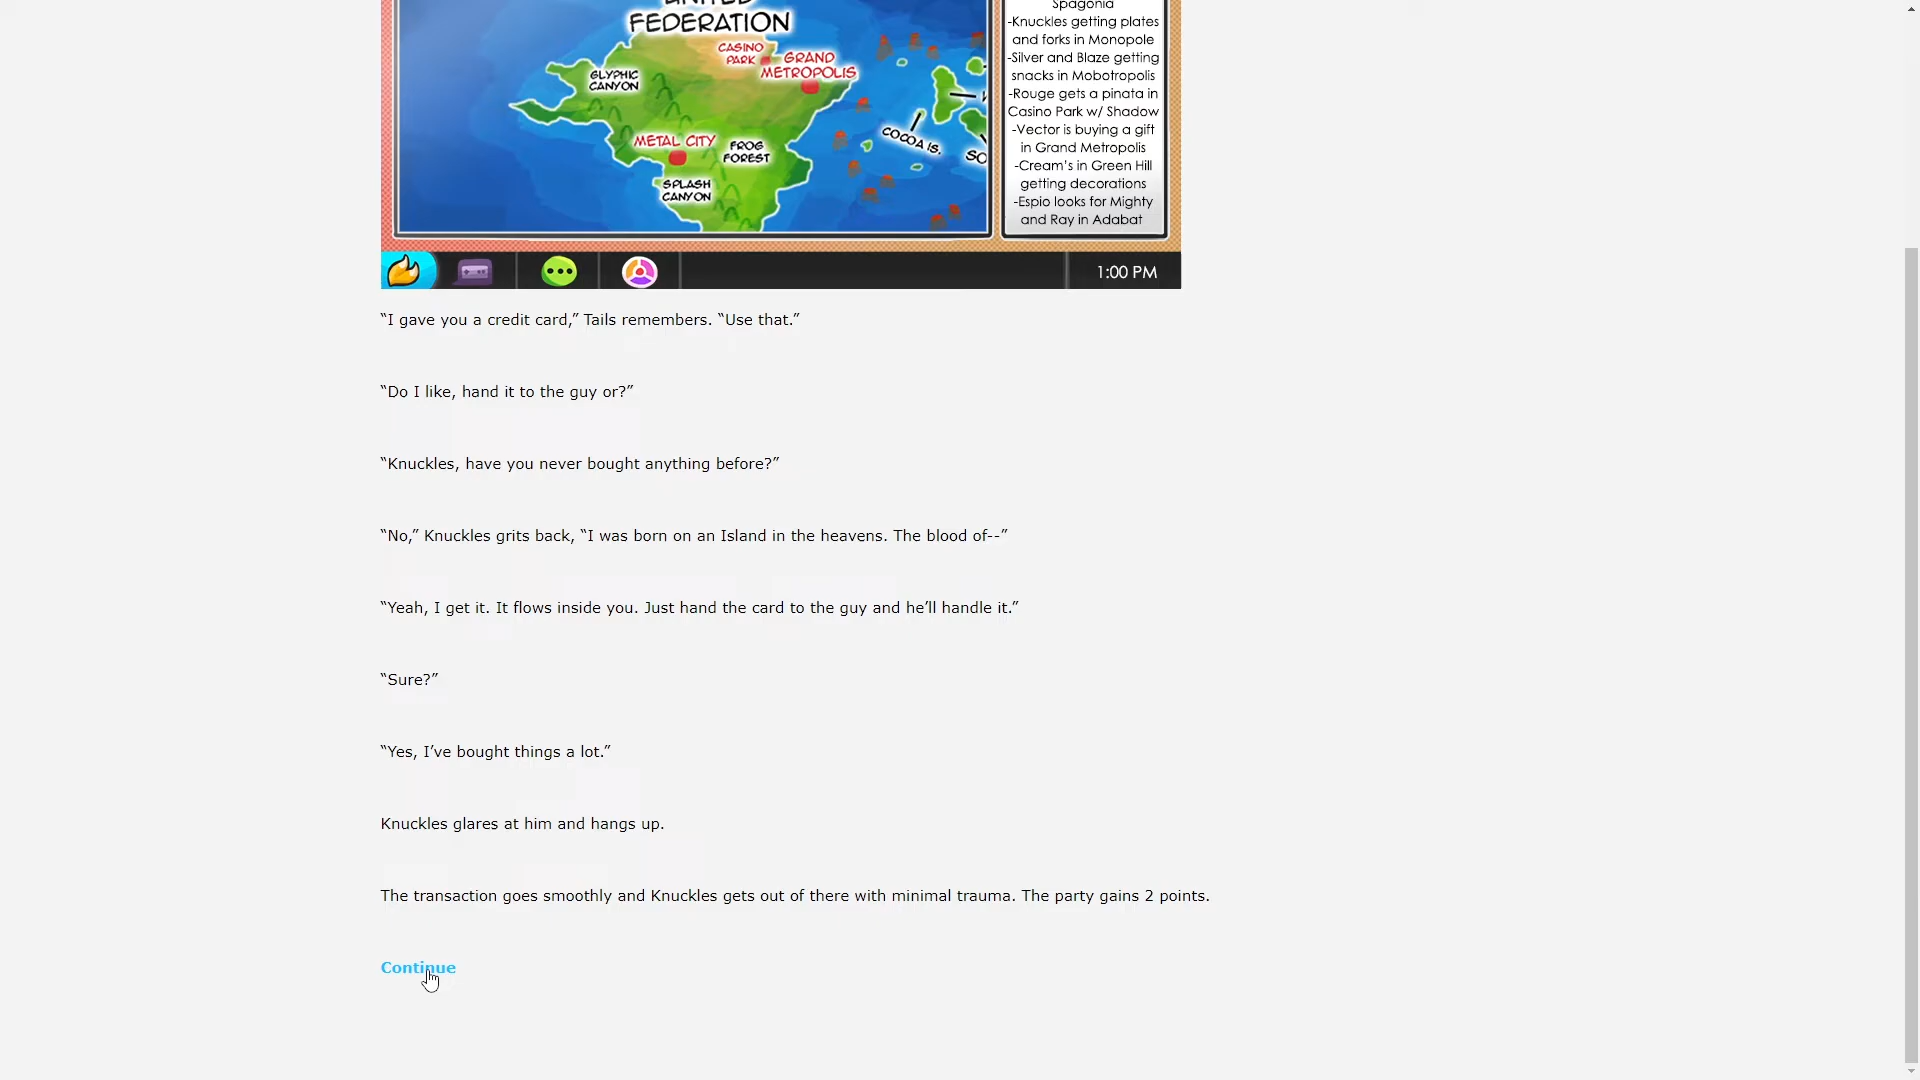 FEDERATION
CASINO
PARK
GRAND
METROPOLIS
GLYPHIC
CANYON
METAL CITY
FROG
FOREST
SPLASH
CANYON
COCOA IS.
Spagonia
-Knuckles getting plates
and forks in Monopole
-Silver and Blaze getting
snacks in Mobotropolis
-Rouge gets a pinata in
Casino Park w/ Shadow
-Vector is buying a gift
in Grand Metropolis
-Cream's in Green Hill
getting decorations
-Espio looks for Mighty
and Ray in Adabat
1:00 PM
“I gave you a credit card,” Tails remembers. “Use that.”
“Do I like, hand it to the guy or?”
“Knuckles, have you never bought anything before?”
“No,” Knuckles grits back, “I was born on an Island in the heavens. The blood of--”
“Yeah, I get it. It flows inside you. Just hand the card to the guy and he’ll handle it.”
“Sure?”
“Yes, I’ve bought things a lot.”
Knuckles glares at him and hangs up.
The transaction goes smoothly and Knuckles gets out of there with minimal trauma. The party gains 2 points.
Continue